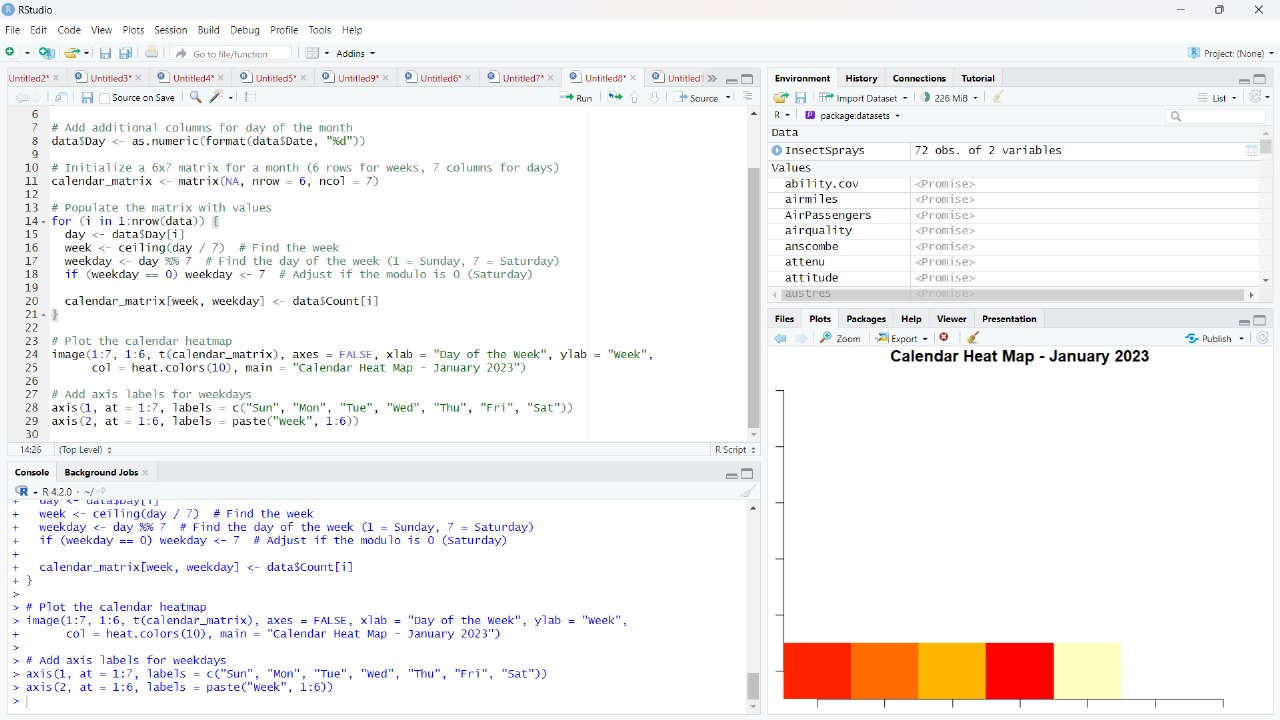 RStudio
File Edit Code View Plots Session Build Debug Profile Tools Help
Go to file/function Addins Project: (None)
Untitled2* Untitled3* Untitled4* Untitled5* Untitled9* Untitled6* Untitled7* Untitled8* Untitled1
Source on Save Run Source
6
7 # Add additional columns for day of the month
8 data$Day <- as.numeric(format(data$Date, "%d"))
9
10 # Initialize a 6x7 matrix for a month (6 rows for weeks, 7 columns for days)
11 calendar_matrix <- matrix(NA, nrow = 6, ncol = 7)
12
13 # Populate the matrix with values
14 for (i in 1:nrow(data)) {
15 day <- data$Day[i]
16 week <- ceiling(day / 7) # Find the week
17 weekday <- day %% 7 # Find the day of the week (1 = Sunday, 7 = Saturday)
18 if (weekday == 0) weekday <- 7 # Adjust if the modulo is 0 (Saturday)
19
20 calendar_matrix[week, weekday] <- data$Count[i]
21 }
22
23 # Plot the calendar heatmap
24 image(1:7, 1:6, t(calendar_matrix), axes = FALSE, xlab = "Day of the Week", ylab = "Week",
25 col = heat.colors(10), main = "Calendar Heat Map - January 2023")
26
27 # Add axis labels for weekdays
28 axis(1, at = 1:7, labels = c("Sun", "Mon", "Tue", "Wed", "Thu", "Fri", "Sat"))
29 axis(2, at = 1:6, labels = paste("Week", 1:6))
30
14:26 (Top Level) R Script
Console Background Jobs
R R 4.2.0 · ~/
+ day <- data$Day[i]
+ week <- ceiling(day / 7) # Find the week
+ weekday <- day %% 7 # Find the day of the week (1 = Sunday, 7 = Saturday)
+ if (weekday == 0) weekday <- 7 # Adjust if the modulo is 0 (Saturday)
+
+ calendar_matrix[week, weekday] <- data$Count[i]
+ }
>
> # Plot the calendar heatmap
> image(1:7, 1:6, t(calendar_matrix), axes = FALSE, xlab = "Day of the Week", ylab = "Week",
+ col = heat.colors(10), main = "Calendar Heat Map - January 2023")
>
> # Add axis labels for weekdays
> axis(1, at = 1:7, labels = c("Sun", "Mon", "Tue", "Wed", "Thu", "Fri", "Sat"))
> axis(2, at = 1:6, labels = paste("Week", 1:6))
>
Environment History Connections Tutorial
Import Dataset 226 MiB List
R package:datasets
Data
InsectSprays 72 obs. of 2 variables
Values
ability.cov <Promise>
airmiles <Promise>
AirPassengers <Promise>
airquality <Promise>
anscombe <Promise>
attenu <Promise>
attitude <Promise>
austres <Promise>
Files Plots Packages Help Viewer Presentation
Zoom Export Publish
Calendar Heat Map - January 2023